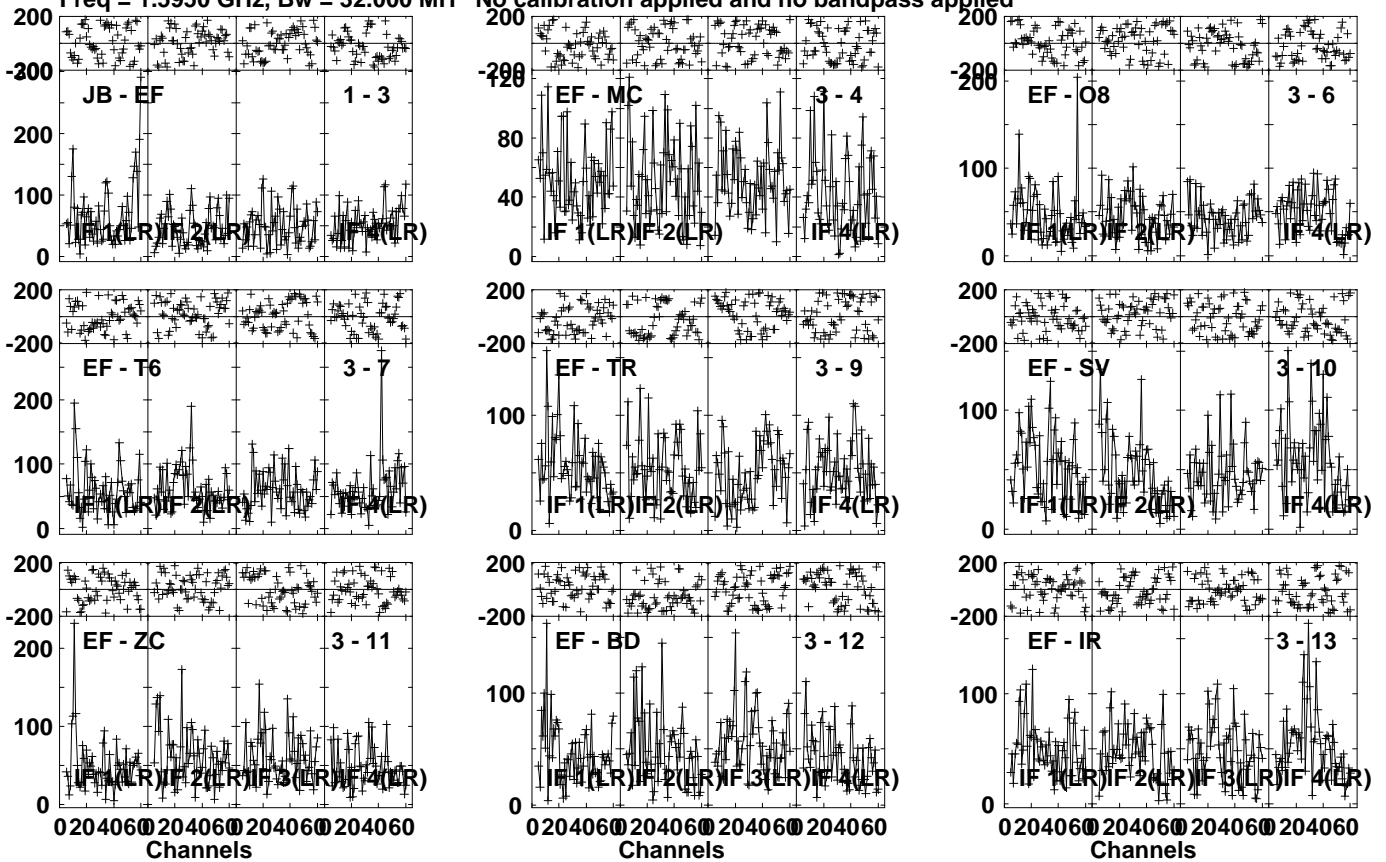 Freq = 1.5950 GHz, Bw = 32.000 MH No calibration applied and no bandpass applied
200 200 200
-200 -200 -200
300 120
JB - EF 1 - 3 EF - MC 3 - 4 EF - O8 3 - 6
200 80 200
100 40 100
0 0 0
IF 1(LR) IF 2(LR) IF 4(LR) IF 1(LR) IF 2(LR) IF 4(LR) IF 1(LR) IF 2(LR) IF 4(LR)
200 200 200
-200 -200 -200
EF - T6 3 - 7 EF - TR 3 - 9 EF - SV 3 - 10
200
100 100 100
IF 1(LR) IF 2(LR) IF 4(LR) IF 1(LR) IF 2(LR) IF 4(LR) IF 1(LR) IF 2(LR) IF 4(LR)
0 0 0
200 200 200
-200 -200 -200
EF - ZC 3 - 11 EF - BD 3 - 12 EF - IR 3 - 13
200
100 100 100
IF 1(LR) IF 2(LR) IF 3(LR) IF 4(LR) IF 1(LR) IF 2(LR) IF 3(LR) IF 4(LR) IF 1(LR) IF 2(LR) IF 3(LR) IF 4(LR)
0 0 0
0 20 40 60 0 20 40 60 0 20 40 60 0 20 40 60 0 20 40 60 0 20 40 60 0 20 40 60 0 20 40 60 0 20 40 60 0 20 40 60 0 20 40 60 0 20 40 60
Channels Channels Channels